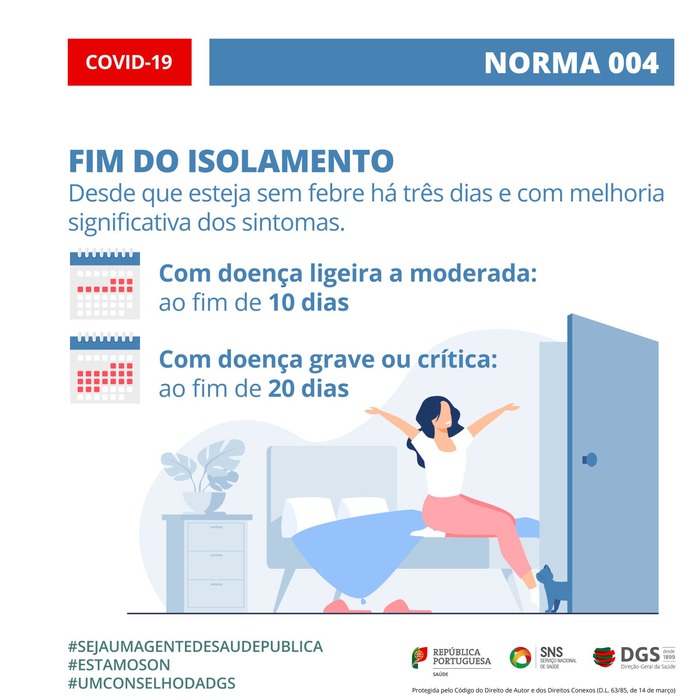 COVID-19
NORMA 004
FIM DO ISOLAMENTO
Desde que esteja sem febre há três dias e com melhoria
significativa dos sintomas.
Com doença ligeira a moderada:
ao fim de 10 dias
Com doença grave ou crítica:
ao fim de 20 dias
#SEJAUMAGENTEDESAUDEPUBLICA
#ESTAMOSON
#UMCONSELHODADGS
REPÚBLICA
PORTUGUESA
SAÚDE
SNS
SERVIÇO NACIONAL
DE SAÚDE
DGS desde
1899
Direção-Geral da Saúde
Protegida pelo Código do Direito de Autor e dos Direitos Conexos (D.L. 63/85, de 14 de março)